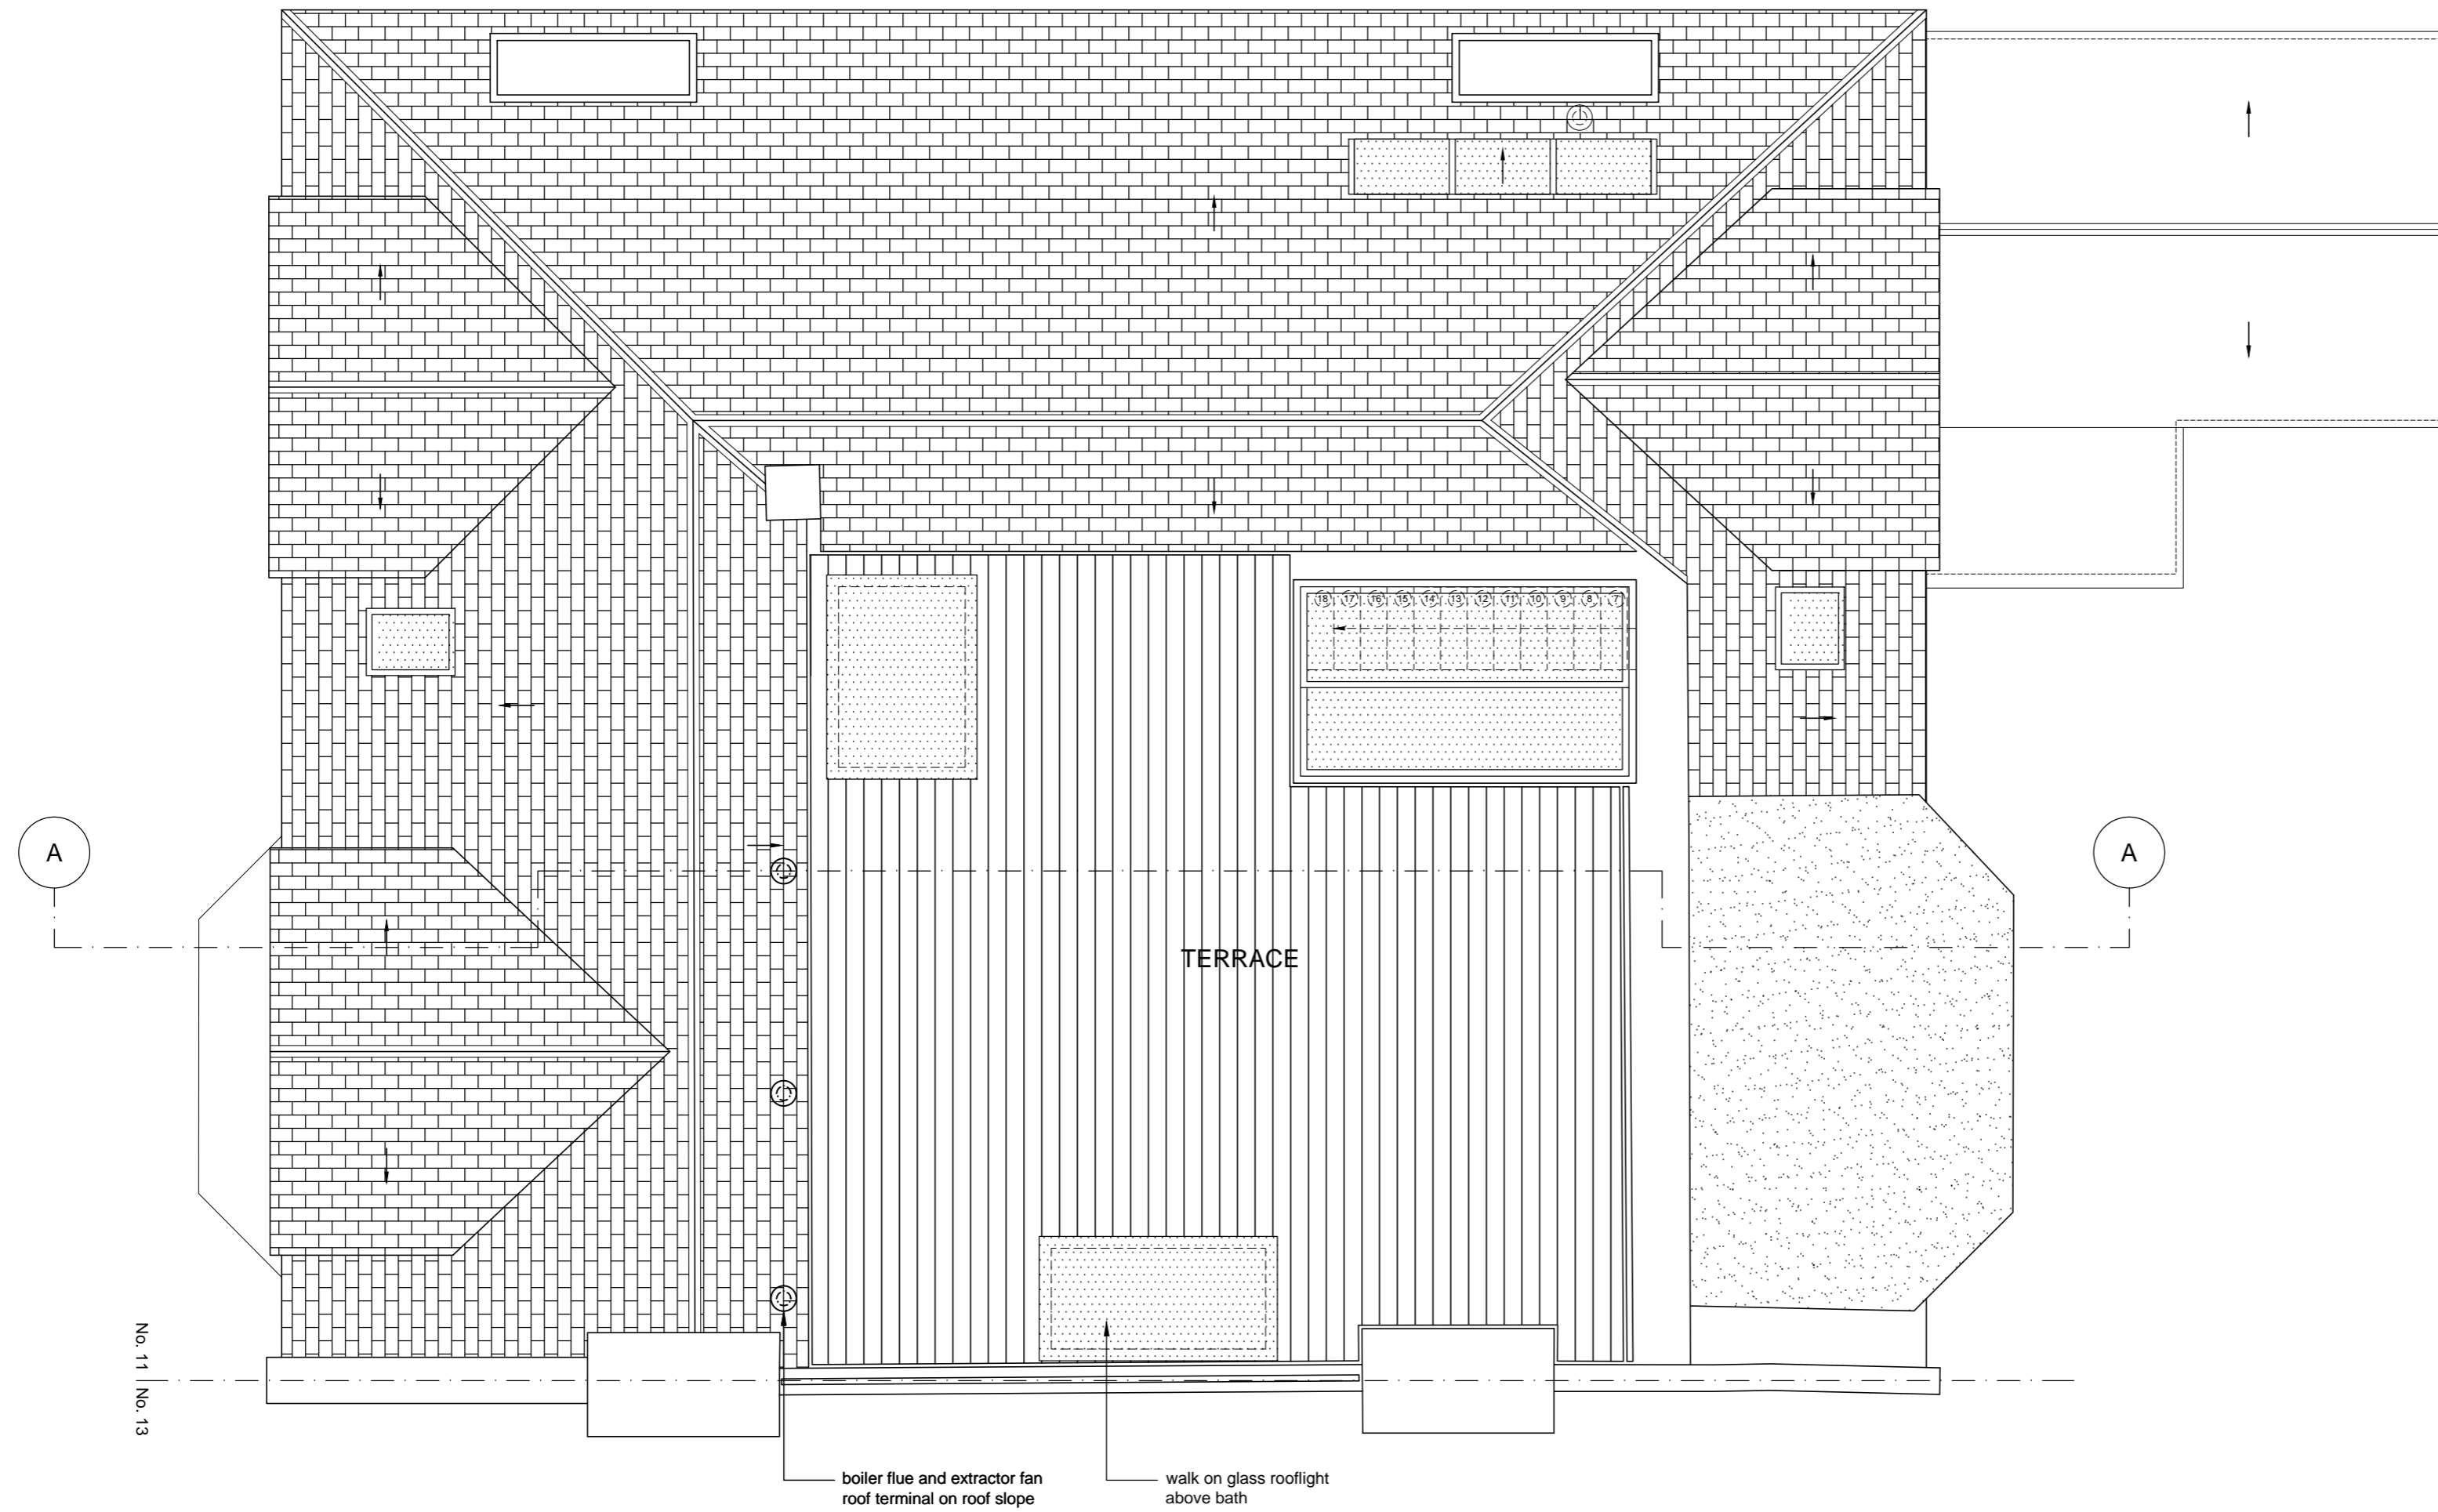 18 17 16 15 14 13 12 11 10 9 8 7
A
A
TERRACE
No. 11
No. 13
boiler flue and extractor fan
roof terminal on roof slope
walk on glass rooflight
above bath